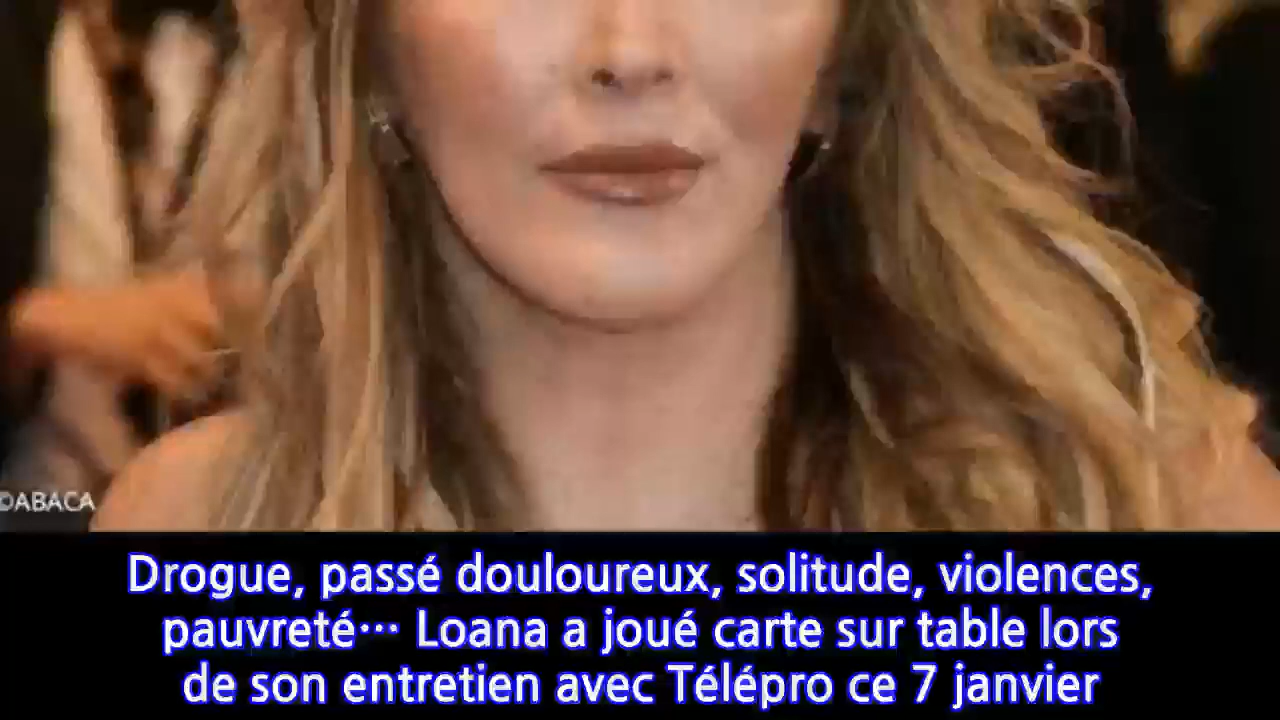 ©ABACA
Drogue, passé douloureux, solitude, violences,
pauvreté… Loana a joué carte sur table lors
de son entretien avec Télépro ce 7 janvier